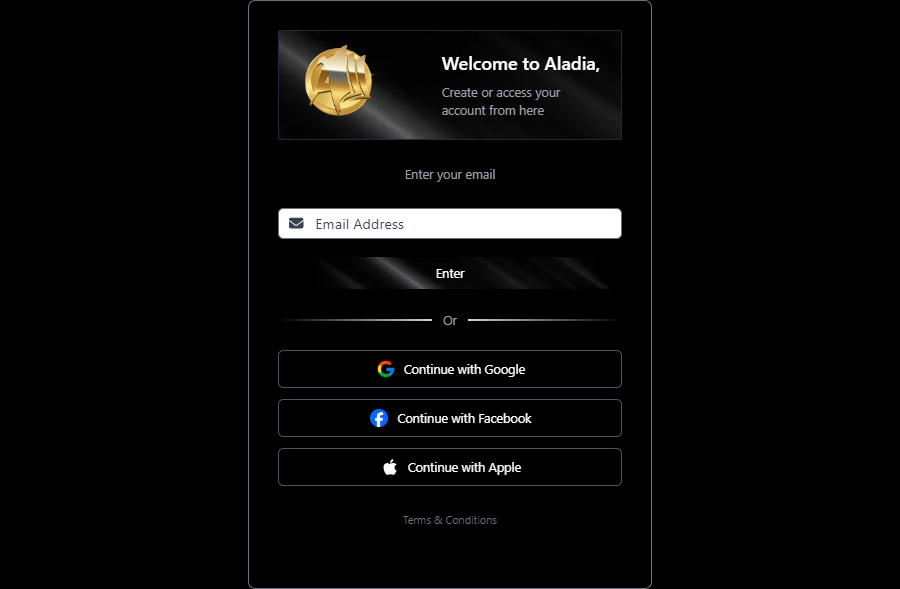 Welcome to Aladia,
Create or access your
account from here
Enter your email
Email Address
Enter
Or
Continue with Google
Continue with Facebook
Continue with Apple
Terms & Conditions